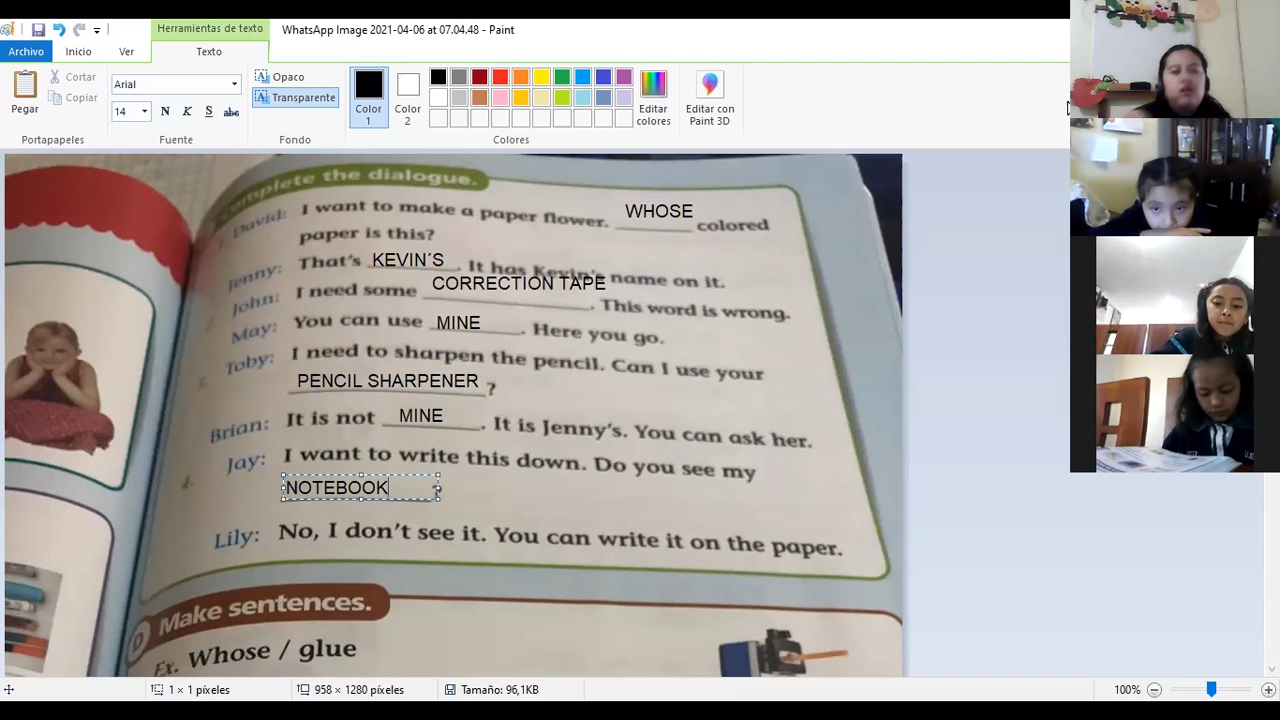 Herramientas de texto
WhatsApp Image 2021-04-06 at 07.04.48 - Paint
Archivo
Inicio
Ver
Texto
Pegar
Cortar
Copiar
Portapapeles
Arial
14
N K S abc
Fuente
Opaco
Transparente
Fondo
Color 1
Color 2
Editar colores
Colores
Editar con Paint 3D
Complete the dialogue.
1. David: I want to make a paper flower. WHOSE colored
paper is this?
Jenny: That's KEVIN´S. It has Kevin's name on it.
John: I need some CORRECTION TAPE. This word is wrong.
May: You can use MINE. Here you go.
Toby: I need to sharpen the pencil. Can I use your
PENCIL SHARPENER?
Brian: It is not MINE. It is Jenny's. You can ask her.
4. Jay: I want to write this down. Do you see my
NOTEBOOK
Lily: No, I don't see it. You can write it on the paper.
D Make sentences.
Ex. Whose / glue
1 × 1 píxeles
958 × 1280 píxeles
Tamaño: 96,1KB
100%